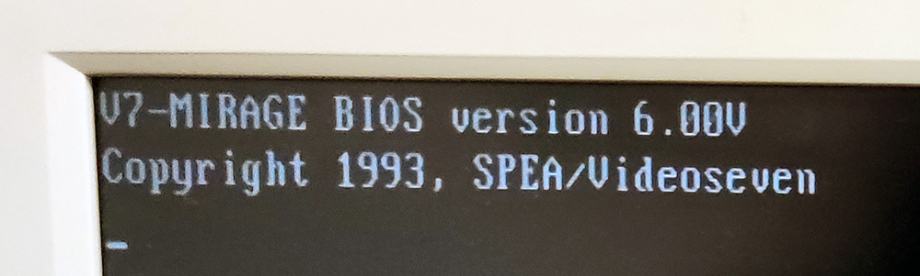 V7-MIRAGE BIOS version 6.00V
Copyright 1993, SPEA/Videoseven
_